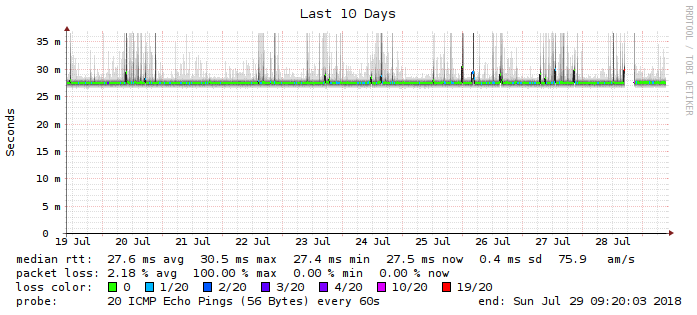 Last 10 Days
RRDTOOL / TOBI OETIKER
Seconds
35 m
30 m
25 m
20 m
15 m
10 m
5 m
0
19 Jul 20 Jul 21 Jul 22 Jul 23 Jul 24 Jul 25 Jul 26 Jul 27 Jul 28 Jul
median rtt: 27.6 ms avg 30.5 ms max 27.4 ms min 27.5 ms now 0.4 ms sd 75.9 am/s
packet loss: 2.18 % avg 100.00 % max 0.00 % min 0.00 % now
loss color: 0 1/20 2/20 3/20 4/20 10/20 19/20
probe: 20 ICMP Echo Pings (56 Bytes) every 60s end: Sun Jul 29 09:20:03 2018